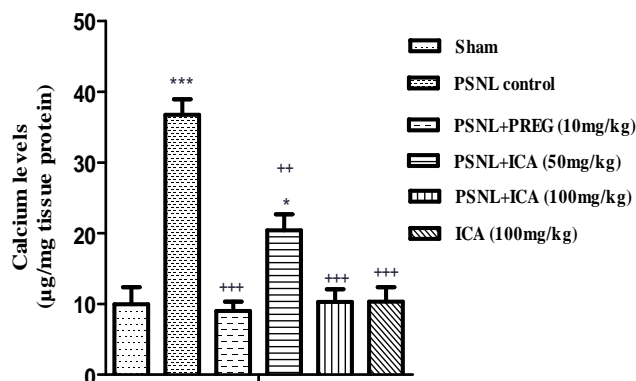 50
40
30
20
10
0
Calcium levels
(µg/mg tissue protein)
***
+++
++
*
+++
+++
Sham
PSNL control
PSNL+PREG (10mg/kg)
PSNL+ICA (50mg/kg)
PSNL+ICA (100mg/kg)
ICA (100mg/kg)